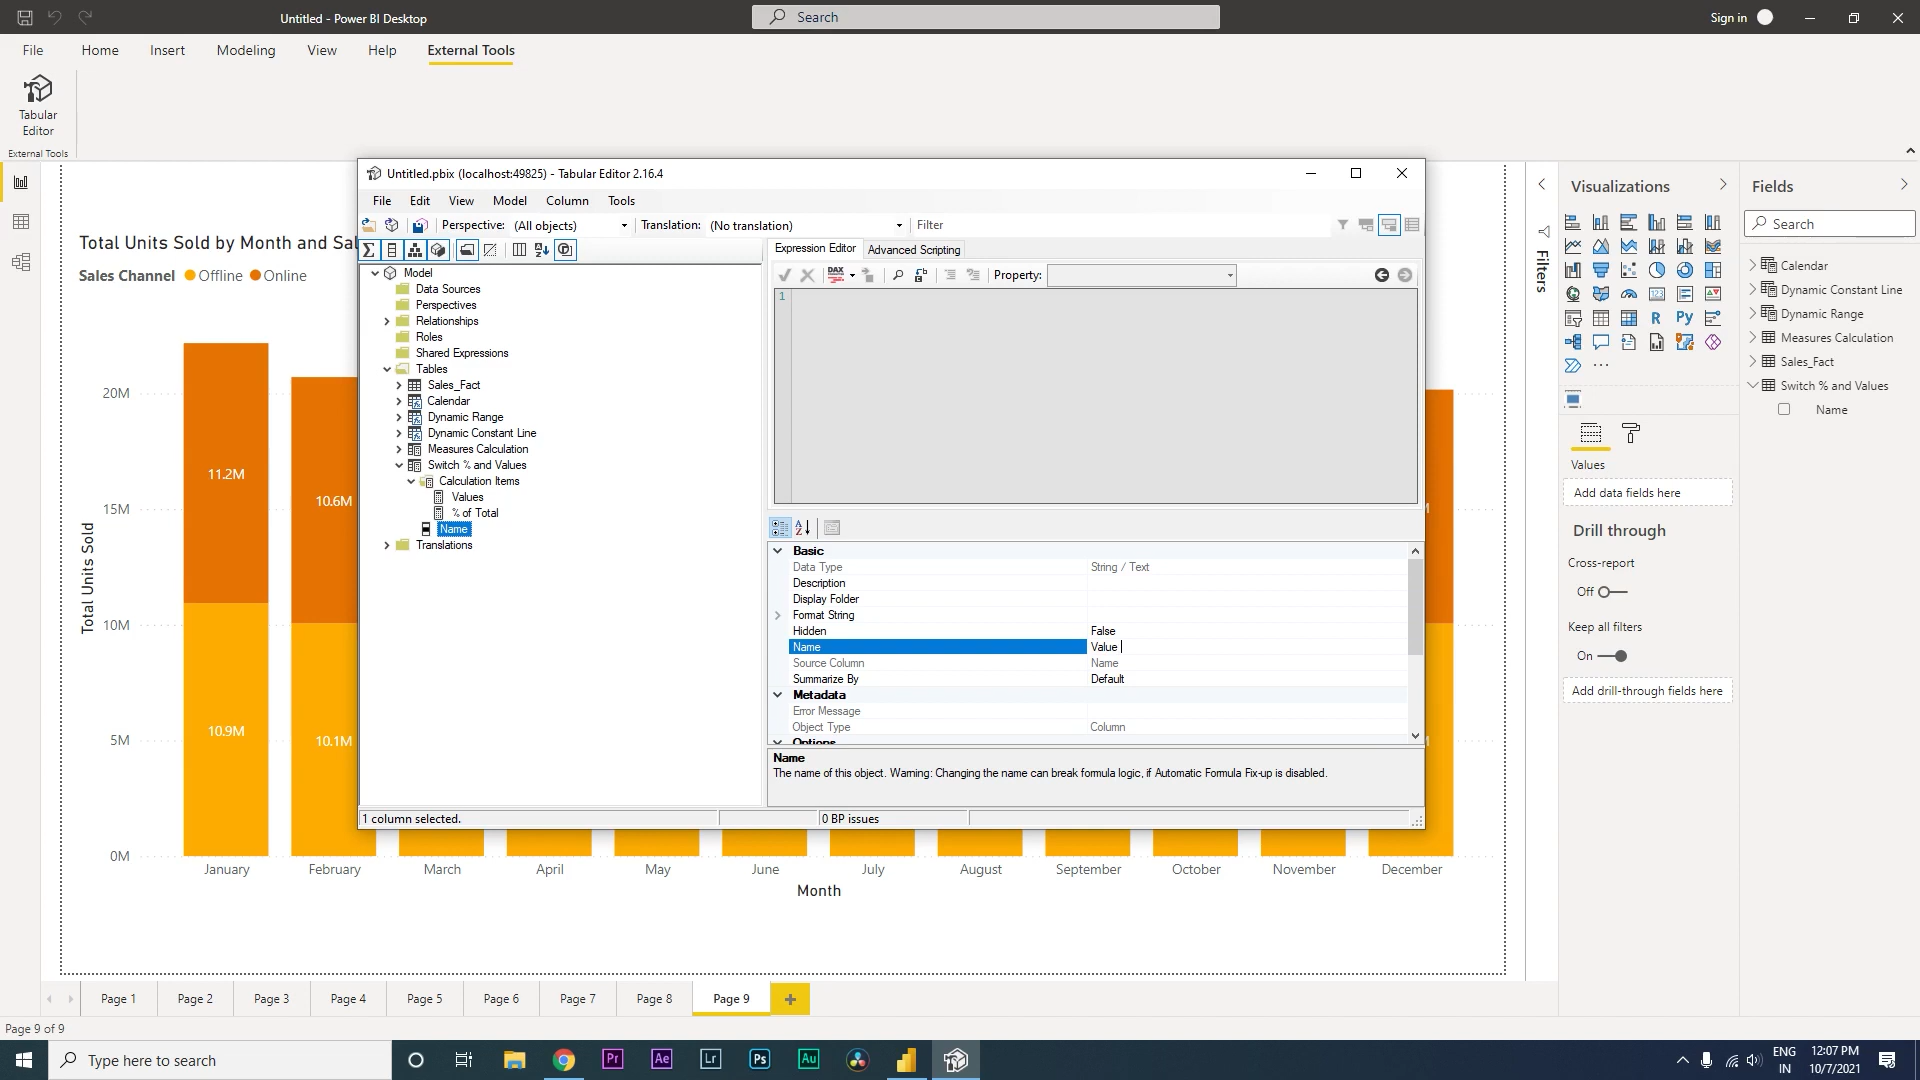 Untitled - Power BI Desktop
Search
Sign in
File
Home
Insert
Modeling
View
Help
External Tools
Tabular
Editor
External Tools
Total Units Sold by Month and Sal
Sales Channel
Offline
Online
Total Units Sold
20M
15M
10M
5M
0M
11.2M
10.9M
10.6M
10.1M
January
February
March
April
May
June
July
August
September
October
November
December
Month
Untitled.pbix (localhost:49825) - Tabular Editor 2.16.4
File
Edit
View
Model
Column
Tools
Perspective:
(All objects)
Translation:
(No translation)
Filter
Model
Data Sources
Perspectives
Relationships
Roles
Shared Expressions
Tables
Sales_Fact
Calendar
Dynamic Range
Dynamic Constant Line
Measures Calculation
Switch % and Values
Calculation Items
Values
% of Total
Name
Translations
Expression Editor
Advanced Scripting
DAX
Property:
1
Basic
Data Type
String / Text
Description
Display Folder
Format String
Hidden
False
Name
Value
Source Column
Name
Summarize By
Default
Metadata
Error Message
Object Type
Column
Options
Name
The name of this object. Warning: Changing the name can break formula logic, if Automatic Formula Fix-up is disabled.
1 column selected.
0 BP issues
Filters
Visualizations
R
Py
Values
Add data fields here
Drill through
Cross-report
Off
Keep all filters
On
Add drill-through fields here
Fields
Search
Calendar
Dynamic Constant Line
Dynamic Range
Measures Calculation
Sales_Fact
Switch % and Values
Name
Page 1
Page 2
Page 3
Page 4
Page 5
Page 6
Page 7
Page 8
Page 9
Page 9 of 9
Type here to search
Pr
Ae
Lr
Ps
Au
ENG
IN
12:07 PM
10/7/2021